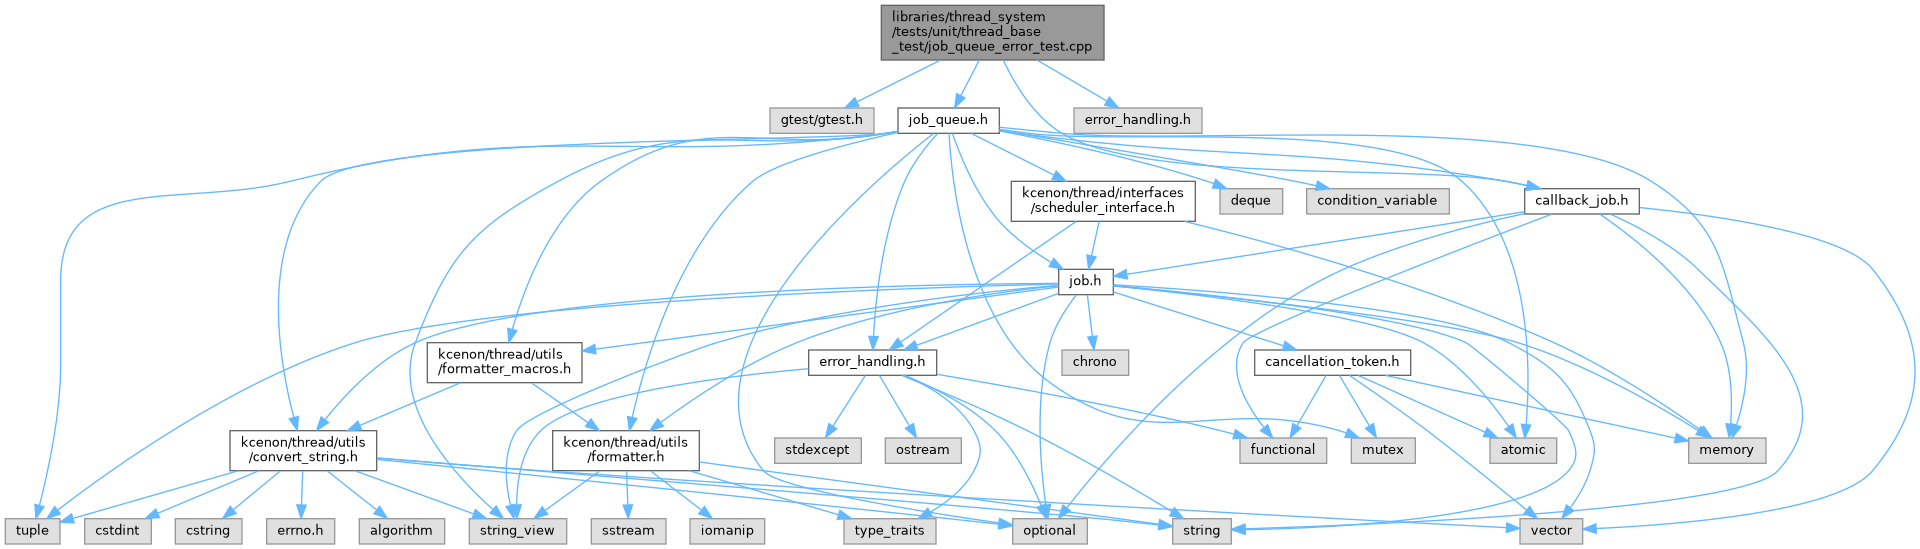 libraries/thread_system
/tests/unit/thread_base
_test/job_queue_error_test.cpp
gtest/gtest.h
job_queue.h
error_handling.h
kcenon/thread/interfaces
/scheduler_interface.h
deque
condition_variable
callback_job.h
job.h
kcenon/thread/utils
/formatter_macros.h
error_handling.h
chrono
cancellation_token.h
kcenon/thread/utils
/convert_string.h
kcenon/thread/utils
/formatter.h
stdexcept
ostream
functional
mutex
atomic
memory
tuple
cstdint
cstring
errno.h
algorithm
string_view
sstream
iomanip
type_traits
optional
string
vector